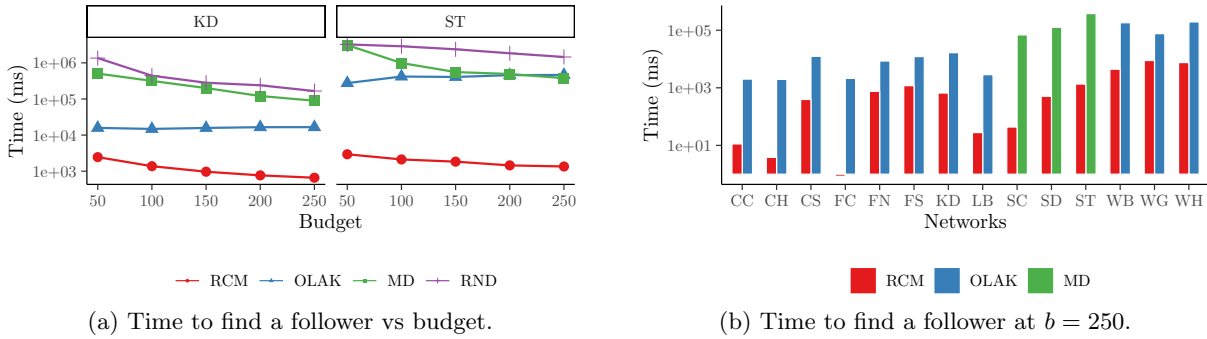 KD ST
Time (ms)
1e+06
1e+05
1e+04
1e+03
50 100 150 200 250 50 100 150 200 250
Budget
RCM OLAK MD RND
(a) Time to find a follower vs budget.
Time (ms)
1e+05
1e+03
1e+01
CC CH CS FC FN FS KD LB SC SD ST WB WG WH
Networks
RCM OLAK MD
(b) Time to find a follower at b = 250.